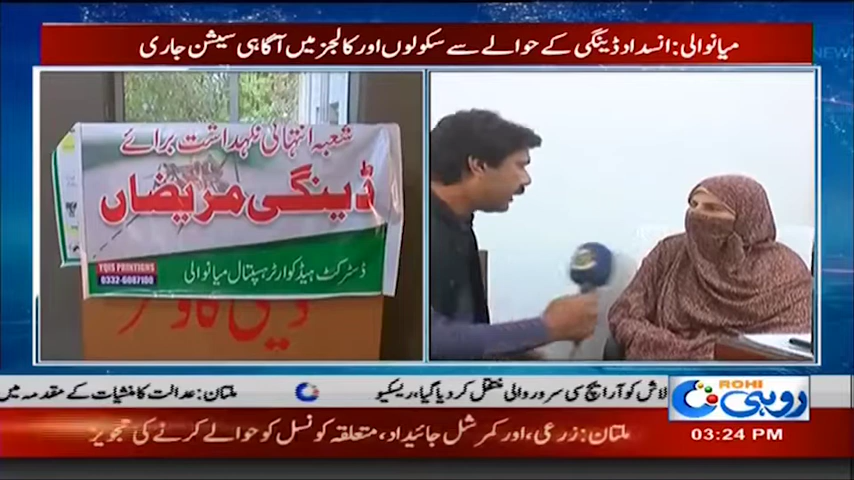 میانوالی: انسداد ڈینگی کے حوالے سے سکولوں اور کالجز میں آگاہی سیشن جاری
شعبہ انتہائی نگہداشت برائے
ڈینگی مریضاں
ڈسٹرکٹ ہیڈ کوارٹر ہسپتال میانوالی
YQIS PRINTIGNS
0332-6087100
لاش کو آر ایچ سی سرور والی منتقل کر دیا گیا، ریسکیو
ملتان: عدالت کا منشیات کے مقدمہ میں
ROHI
روہی
03:24 PM
ملتان: زرعی، اور کمرشل جائیداد، متعلقہ کونسل کو حوالے کرنے کی تجویز